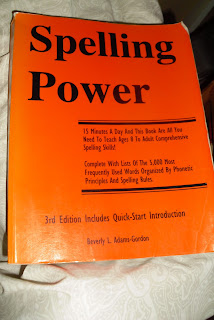 Spelling
Power
15 Minutes A Day And This Book Are All You
Need To Teach Ages 8 To Adult Comprehensive
Spelling Skills!
Complete With Lists Of The 5,000 Most
Frequently Used Words Organized By Phonetic
Principles And Spelling Rules.
3rd Edition Includes Quick-Start Introduction
Beverly L. Adams-Gordon